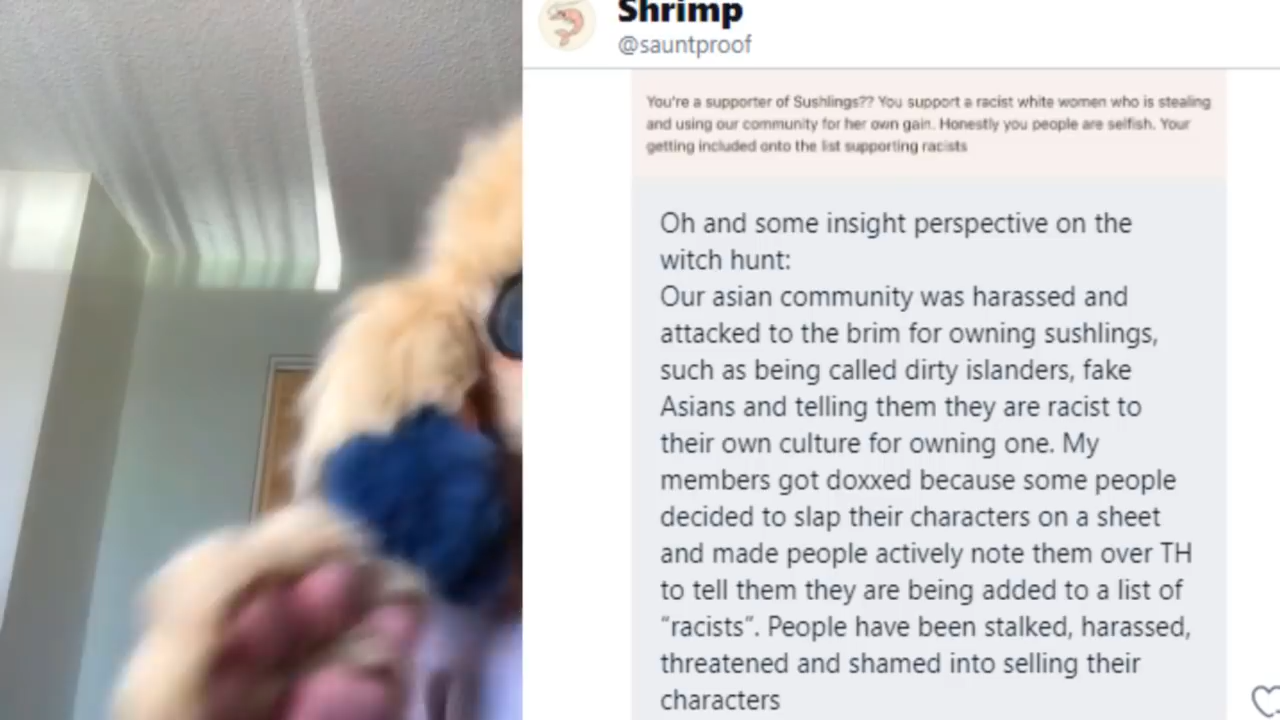 Shrimp
@sauntproof
You're a supporter of Sushlings?? You support a racist white women who is stealing
and using our community for her own gain. Honestly you people are selfish. Your
getting included onto the list supporting racists
Oh and some insight perspective on the
witch hunt:
Our asian community was harassed and
attacked to the brim for owning sushlings,
such as being called dirty islanders, fake
Asians and telling them they are racist to
their own culture for owning one. My
members got doxxed because some people
decided to slap their characters on a sheet
and made people actively note them over TH
to tell them they are being added to a list of
“racists”. People have been stalked, harassed,
threatened and shamed into selling their
characters